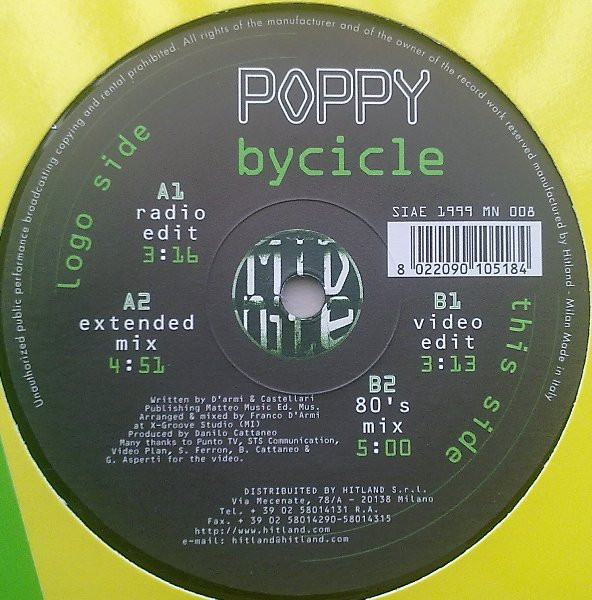 Unauthorized public performance broadcasting copying and rental prohibited. All rights of the manufacturer and of the owner of the record work reserved manufactured by Hitland - Milan Made in Italy
POPPY
bycicle
logo side
A1
radio
edit
3:16
SIAE 1999 MN 008
8 022090 105184
A2
extended
mix
4:51
B1
video
edit
3:13
this side
B2
80's
mix
5:00
Written by D'armi & Castellari
Publishing Matteo Music Ed. Mus.
Arranged & mixed by Franco D'Armi
at X-Groove Studio (MI)
Produced by Danilo Cattaneo
Many thanks to Punto TV, STS Communication,
Video Plan, S. Ferron, B. Cattaneo &
G. Asperti for the video.
DISTRIBUITED BY HITLAND S.r.l.
Via Mecenate, 78/A - 20138 Milano
Tel. + 39 02 58014131 R.A.
Fax. + 39 02 58014290-58014315
http://www.hitland.com
e-mail: hitland@hitland.com